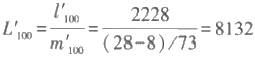 L'₁₀₀ = l'₁₀₀ / m'₁₀₀ = 2228 / (28-8)/73 = 8132